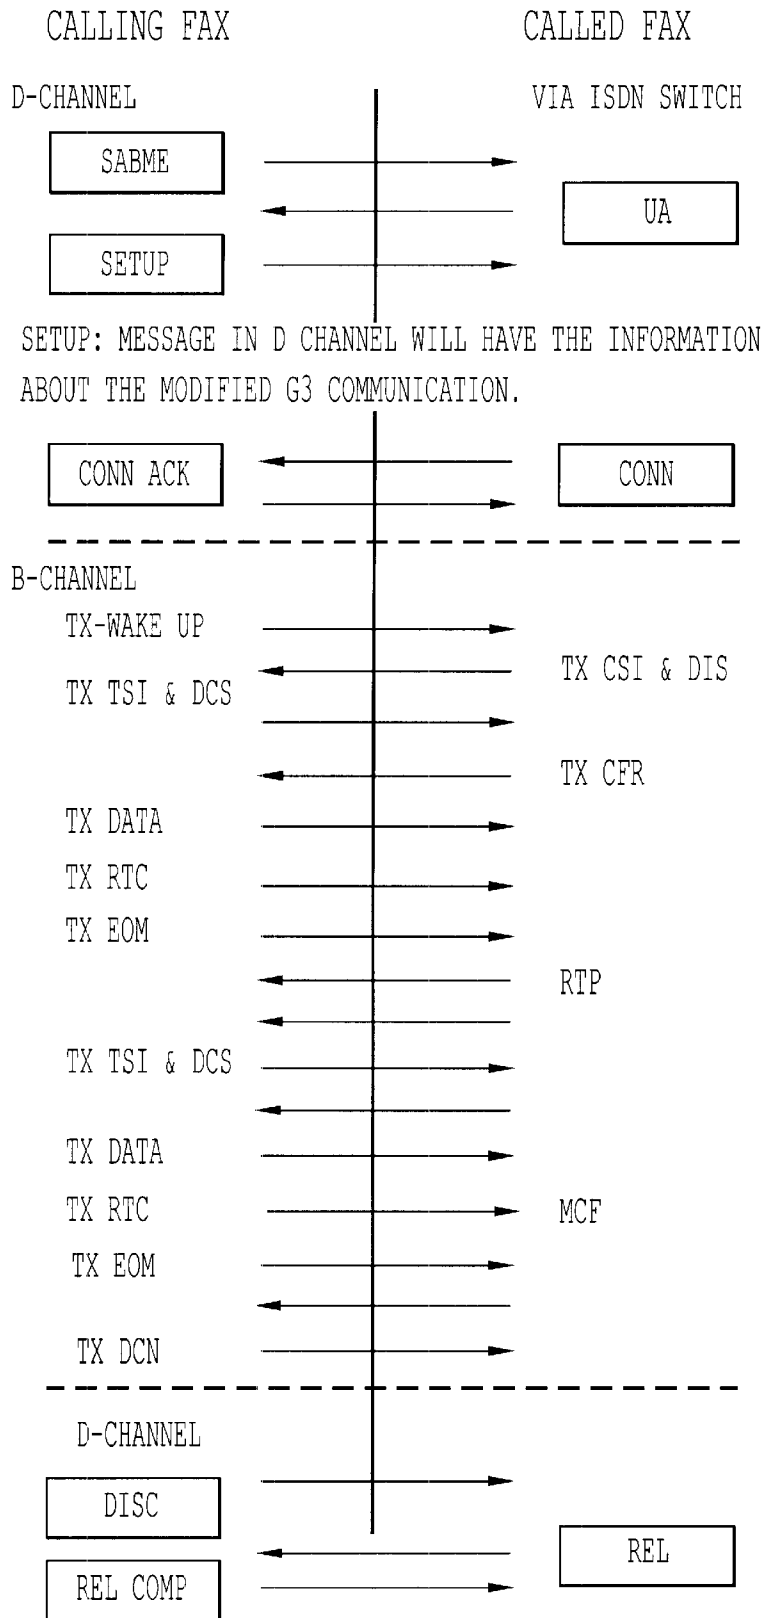 CALLING FAX CALLED FAX
D-CHANNEL VIA ISDN SWITCH
SABME
UA
SETUP
SETUP: MESSAGE IN D CHANNEL WILL HAVE THE INFORMATION
ABOUT THE MODIFIED G3 COMMUNICATION.
CONN ACK CONN
B-CHANNEL
TX-WAKE UP
TX CSI & DIS
TX TSI & DCS
TX CFR
TX DATA
TX RTC
TX EOM
RTP
TX TSI & DCS
TX DATA
TX RTC MCF
TX EOM
TX DCN
D-CHANNEL
DISC
REL
REL COMP